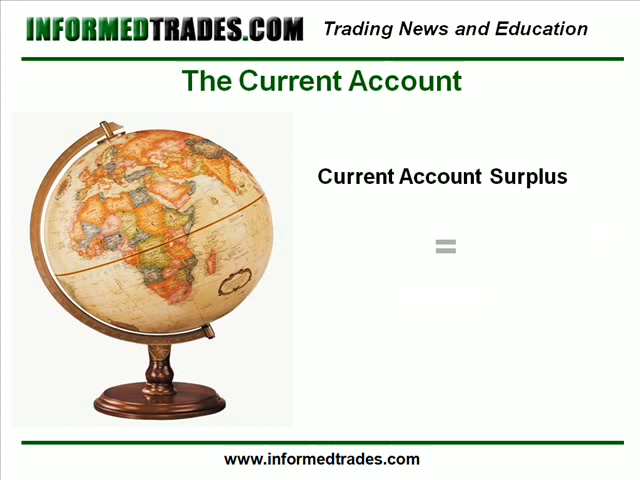 INFORMEDTRADES.COM Trading News and Education
The Current Account
Current Account Surplus
=
www.informedtrades.com